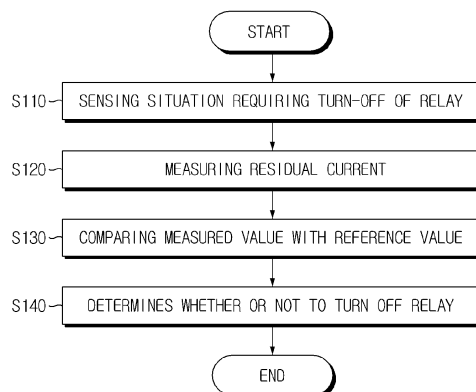 START
S110 SENSING SITUATION REQUIRING TURN-OFF OF RELAY
S120 MEASURING RESIDUAL CURRENT
S130 COMPARING MEASURED VALUE WITH REFERENCE VALUE
S140 DETERMINES WHETHER OR NOT TO TURN OFF RELAY
END